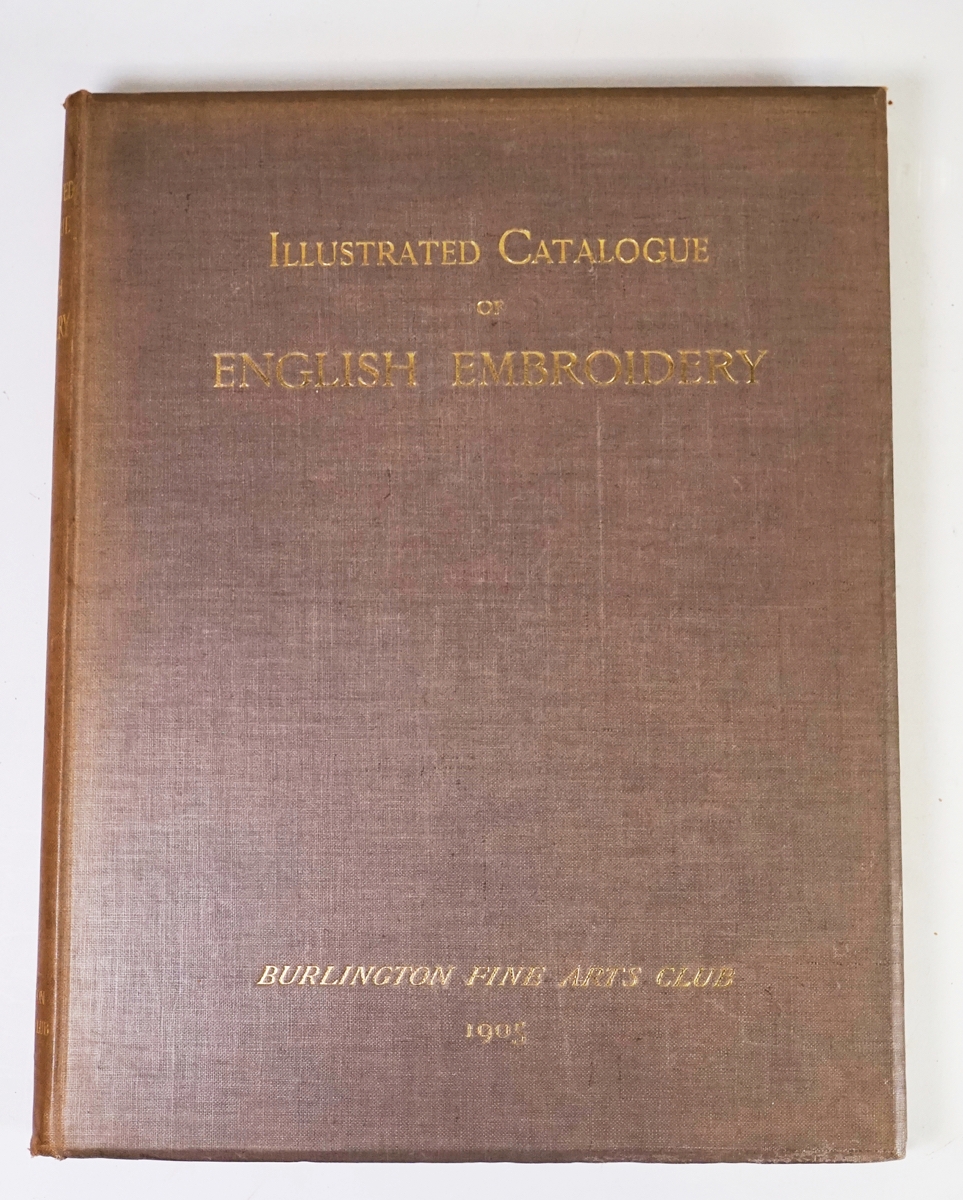 ILLUSTRATED CATALOGUE
OF
ENGLISH EMBROIDERY
BURLINGTON FINE ARTS CLUB
1905